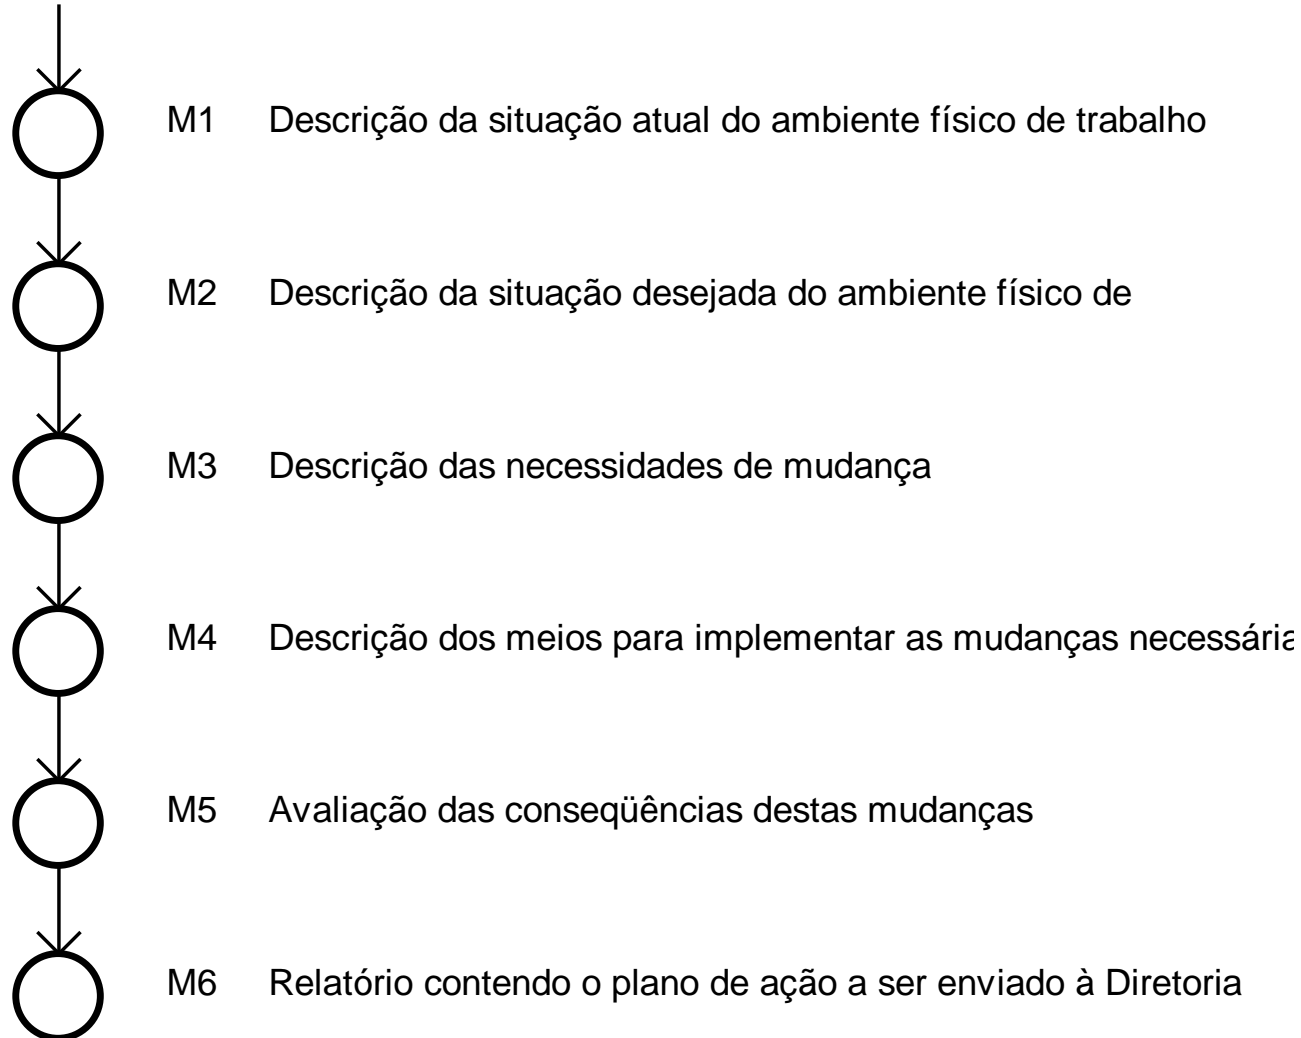 M1 Descrição da situação atual do ambiente físico de trabalho
M2 Descrição da situação desejada do ambiente físico de
M3 Descrição das necessidades de mudança
M4 Descrição dos meios para implementar as mudanças necessária
M5 Avaliação das conseqüências destas mudanças
M6 Relatório contendo o plano de ação a ser enviado à Diretoria